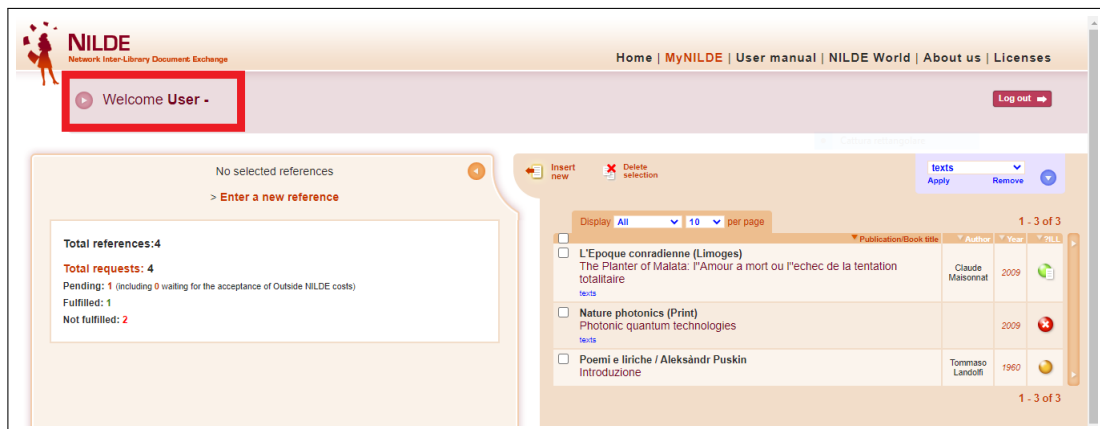 NILDE
Network Inter-Library Document Exchange
Home | MyNILDE | User manual | NILDE World | About us | Licenses
Welcome User -
Log out
No selected references
> Enter a new reference
Total references:4
Total requests: 4
Pending: 1 (including 0 waiting for the acceptance of Outside NILDE costs)
Fulfilled: 1
Not fulfilled: 2
Insert new
Delete selection
texts
Apply Remove
Display All 10 per page
1 - 3 of 3
Publication/Book title Author Year ?ILL
L'Epoque conradienne (Limoges)
The Planter of Malata: l"Amour a mort ou l"echec de la tentation
totalitaire
texts
Claude
Maisonnat
2009
Nature photonics (Print)
Photonic quantum technologies
texts
2009
Poemi e liriche / Aleksàndr Puskin
Introduzione
Tommaso
Landolfi
1960
1 - 3 of 3